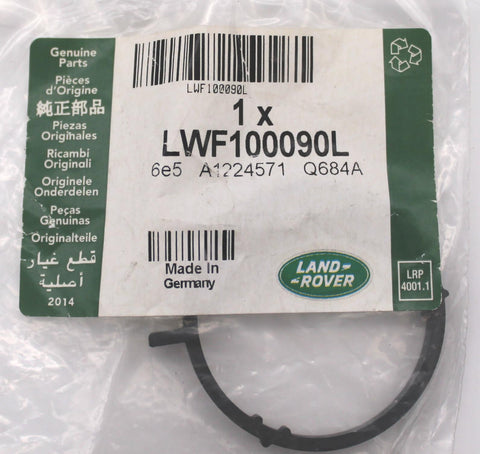 Genuine
Parts
Pièces
d'Origine
純正部品
Piezas
Originales
Ricambi
Originali
Originele
Onderdelen
Peças
Genuinas
Originalteile
قطع غيار
أصلية
2014
LWF100090L
1 x
LWF100090L
6e5 A1224571 Q684A
Made In
Germany
LAND
ROVER
LRP
4001.1